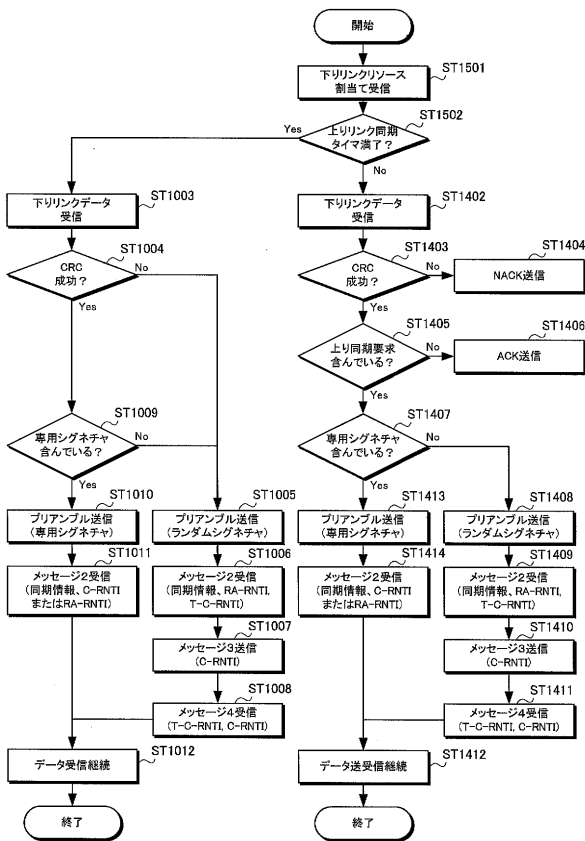 開始
ST1501
下りリンクリソース
割当て受信
ST1502
上りリンク同期
タイマ満了？
Yes
No
ST1003
下りリンクデータ
受信
ST1402
下りリンクデータ
受信
ST1004
CRC
成功？
No
Yes
ST1403
CRC
成功？
No
Yes
ST1404
NACK送信
ST1405
上り同期要求
含んでいる？
No
Yes
ST1406
ACK送信
ST1009
専用シグネチャ
含んでいる？
No
Yes
ST1407
専用シグネチャ
含んでいる？
No
Yes
ST1010
プリアンブル送信
(専用シグネチャ)
ST1005
プリアンブル送信
(ランダムシグネチャ)
ST1413
プリアンブル送信
(専用シグネチャ)
ST1408
プリアンブル送信
(ランダムシグネチャ)
ST1011
メッセージ2受信
(同期情報、C-RNTI
またはRA-RNTI)
ST1006
メッセージ2受信
(同期情報、RA-RNTI,
T-C-RNTI)
ST1414
メッセージ2受信
(同期情報、C-RNTI
またはRA-RNTI)
ST1409
メッセージ2受信
(同期情報、RA-RNTI,
T-C-RNTI)
ST1007
メッセージ3送信
(C-RNTI)
ST1410
メッセージ3送信
(C-RNTI)
ST1008
メッセージ4受信
(T-C-RNTI, C-RNTI)
ST1411
メッセージ4受信
(T-C-RNTI, C-RNTI)
データ受信継続
ST1012
データ送受信継続
ST1412
終了
終了